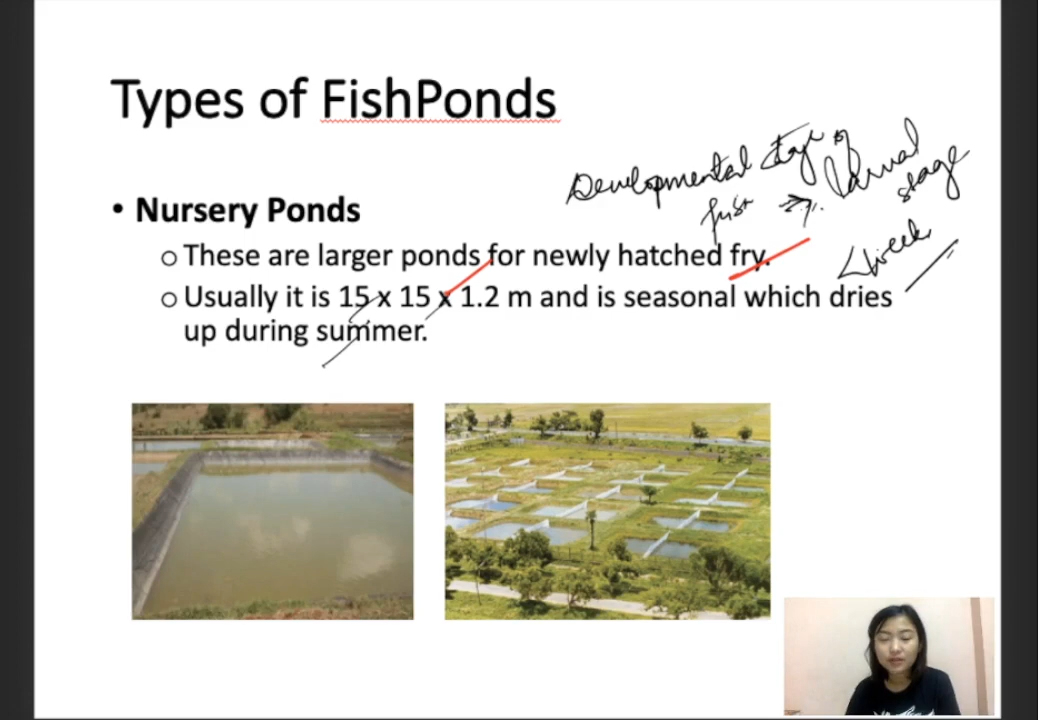 Types of FishPonds
Developmental stage of
fish → larval
stage
• Nursery Ponds
< week
o These are larger ponds for newly hatched fry.
o Usually it is 15 x 15 x 1.2 m and is seasonal which dries
up during summer.